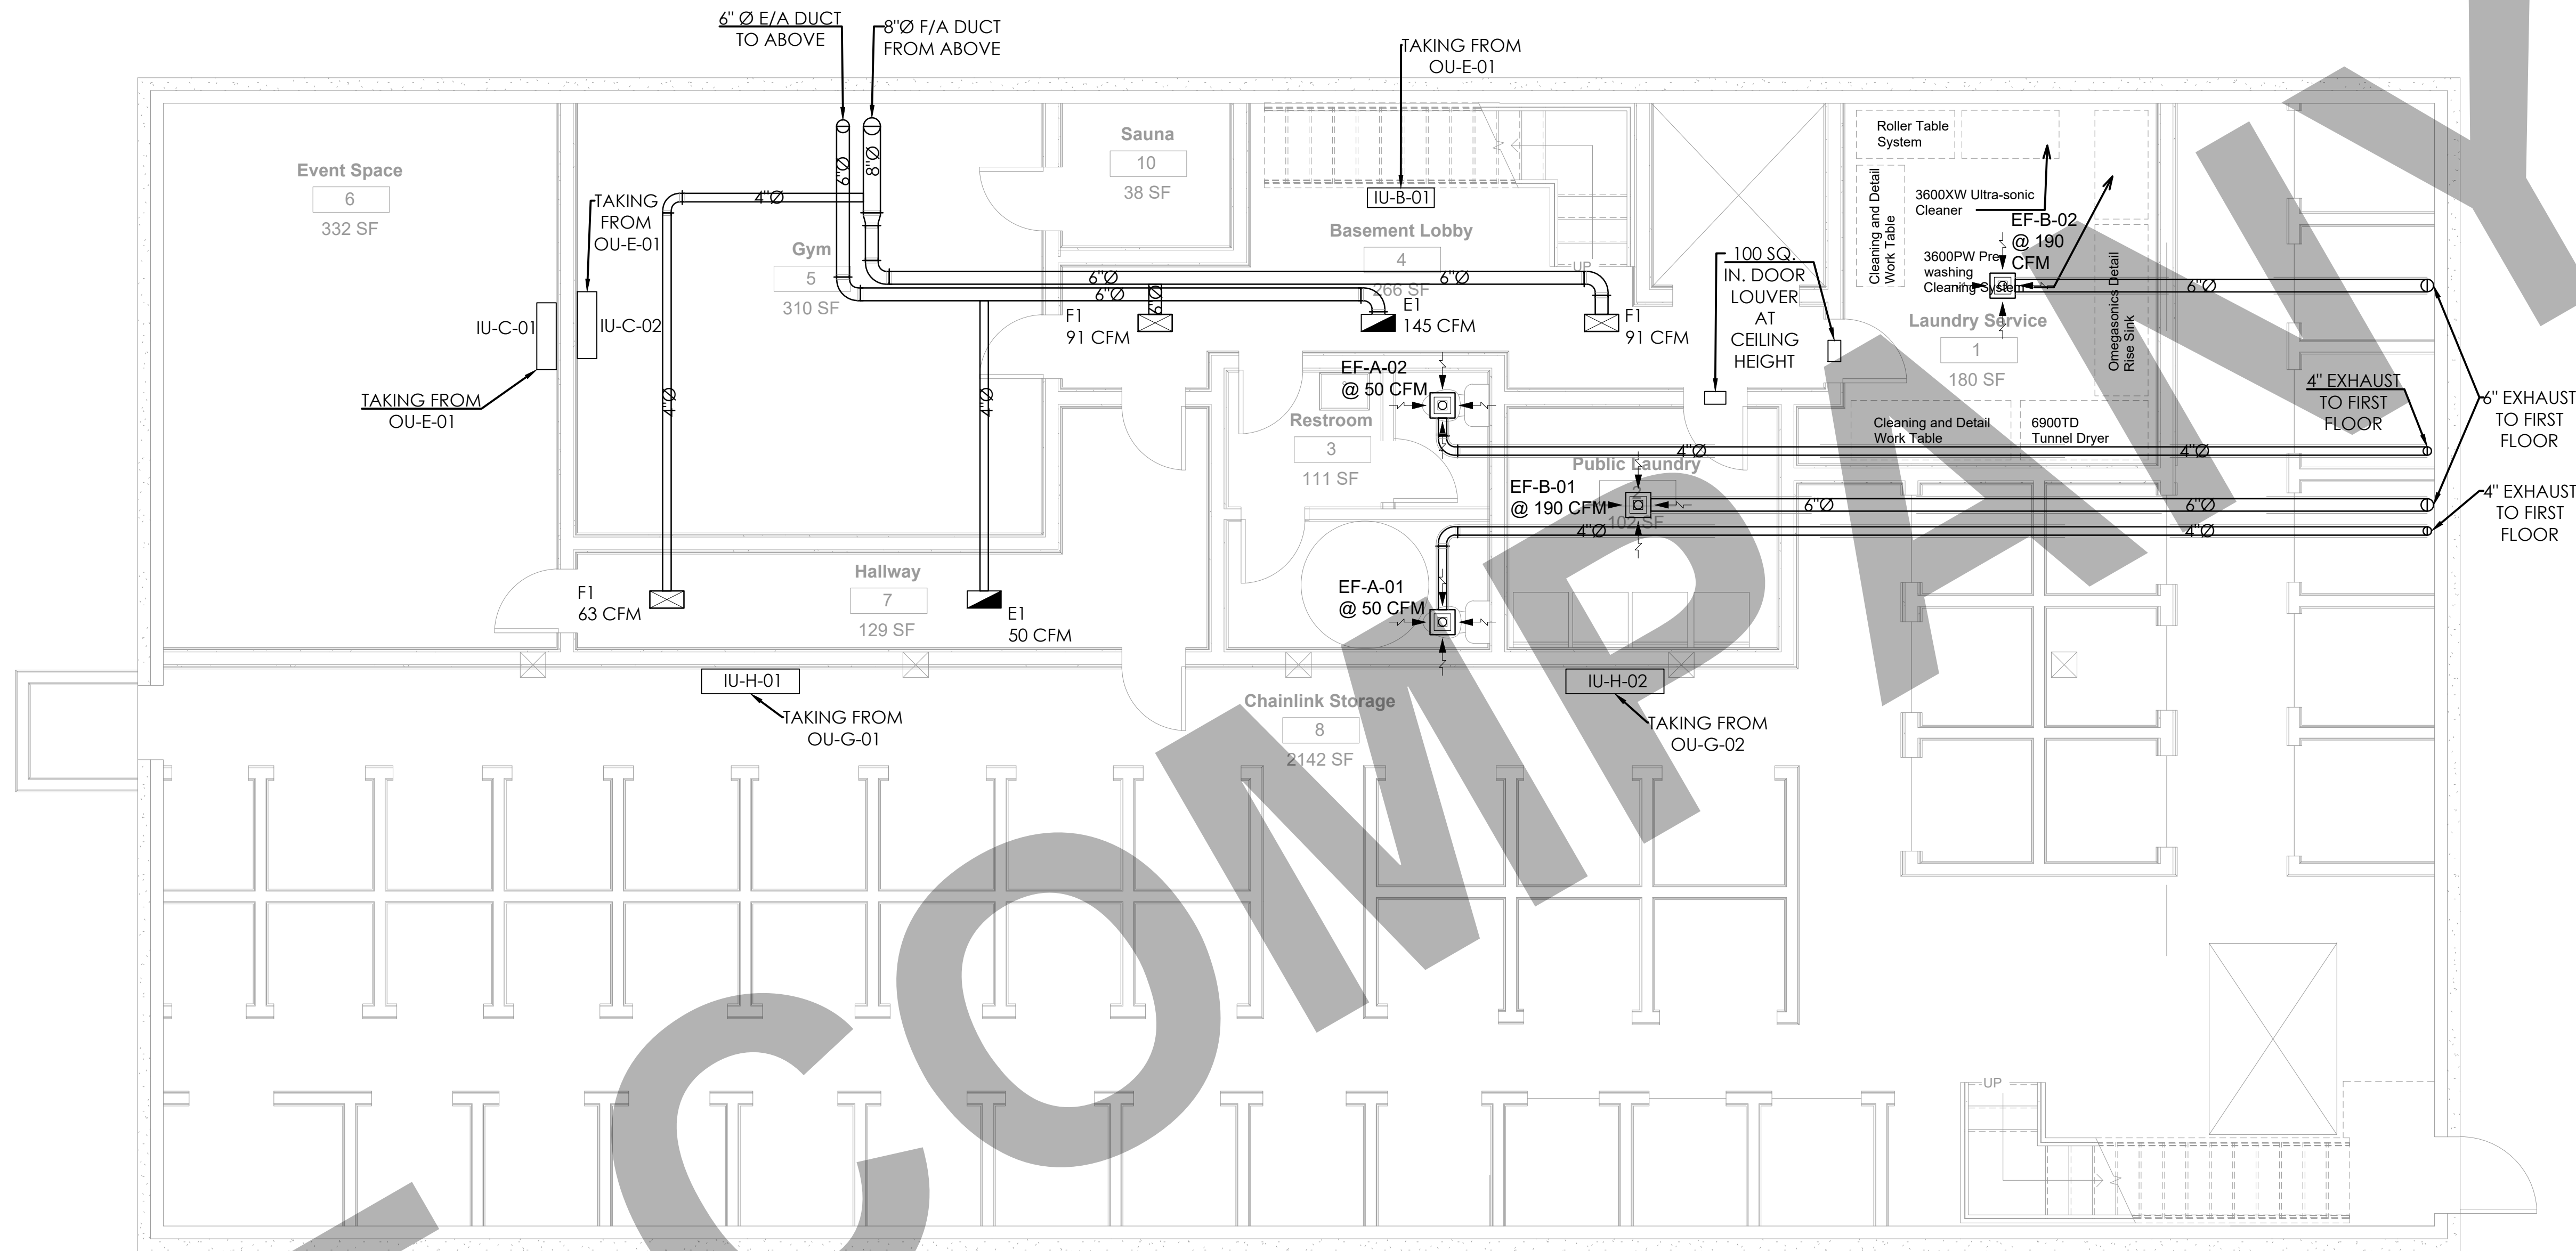 6" Ø E/A DUCT
TO ABOVE
8"Ø F/A DUCT
FROM ABOVE
TAKING FROM
OU-E-01
Event Space
6
332 SF
TAKING
FROM
OU-E-01
IU-C-01
IU-C-02
TAKING FROM
OU-E-01
6"Ø
8"Ø
4"Ø
Gym
5
310 SF
4"Ø
4"Ø
Sauna
10
38 SF
IU-B-01
Basement Lobby
4
266 SF
UP
6"Ø
6"Ø
6"Ø
6"Ø
F1
91 CFM
E1
145 CFM
F1
91 CFM
100 SQ.
IN. DOOR
LOUVER
AT
CEILING
HEIGHT
Roller Table
System
Cleaning and Detail
Work Table
3600XW Ultra-sonic
Cleaner
EF-B-02
@ 190
CFM
3600PW Pre-
washing
Cleaning System
Omegasonics Detail
Rise Sink
Laundry Service
1
180 SF
6"Ø
Cleaning and Detail
Work Table
6900TD
Tunnel Dryer
4" EXHAUST
TO FIRST
FLOOR
6" EXHAUST
TO FIRST
FLOOR
4" EXHAUST
TO FIRST
FLOOR
EF-A-02
@ 50 CFM
Restroom
3
111 SF
4"Ø
4"Ø
Public Laundry
2
102 SF
EF-B-01
@ 190 CFM
6"Ø
6"Ø
4"Ø
4"Ø
EF-A-01
@ 50 CFM
F1
63 CFM
Hallway
7
129 SF
E1
50 CFM
IU-H-01
TAKING FROM
OU-G-01
IU-H-02
TAKING FROM
OU-G-02
Chainlink Storage
8
2142 SF
UP
COMPANY